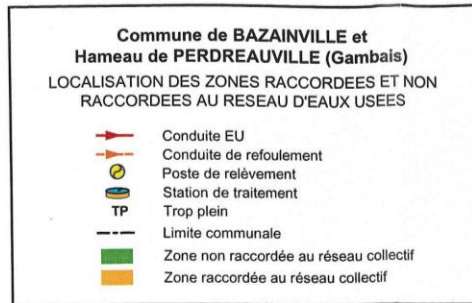 Commune de BAZAINVILLE et
Hameau de PERDREAUVILLE (Gambais)
LOCALISATION DES ZONES RACCORDEES ET NON
RACCORDEES AU RESEAU D'EAUX USEES
Conduite EU
Conduite de refoulement
Poste de relèvement
Station de traitement
TP Trop plein
Limite communale
Zone non raccordée au réseau collectif
Zone raccordée au réseau collectif